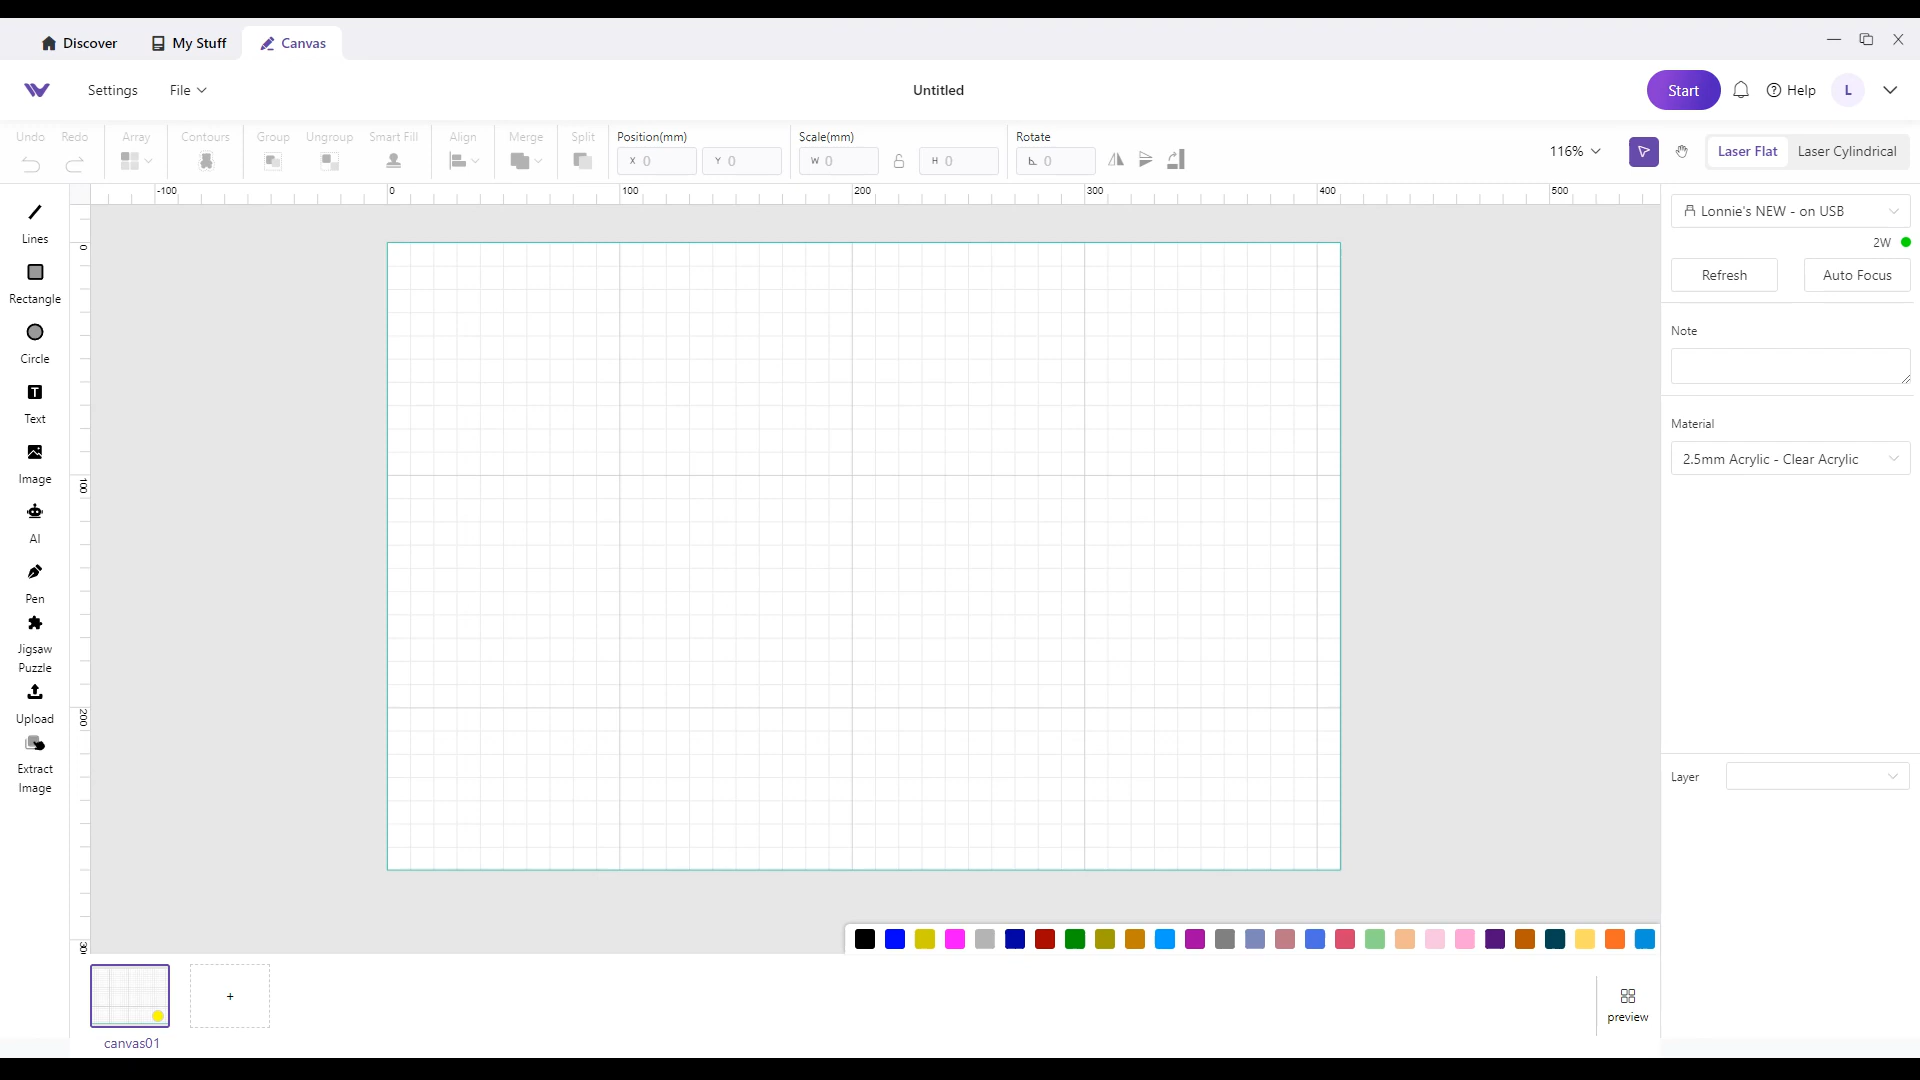 Discover My Stuff Canvas
Settings File Untitled Start Help L
Undo Redo Array Contours Group Ungroup Smart Fill Align Merge Split Position(mm) Scale(mm) Rotate
X 0 Y 0 W 0 H 0 0 116% Laser Flat Laser Cylindrical
-100 0 100 200 300 400 500
0
100
200
30
Lines
Rectangle
Circle
Text
Image
AI
Pen
Jigsaw
Puzzle
Upload
Extract
Image
Lonnie's NEW - on USB
2W
Refresh Auto Focus
Note
Material
2.5mm Acrylic - Clear Acrylic
Layer
+
preview
canvas01